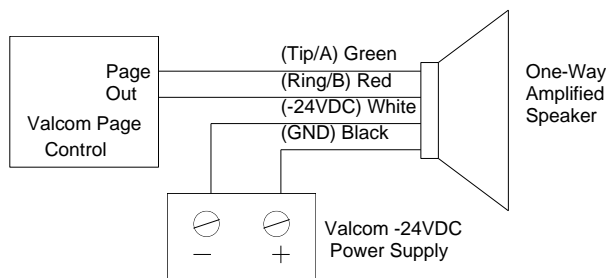 Page
Out
Valcom Page
Control
(Tip/A) Green
(Ring/B) Red
(-24VDC) White
(GND) Black
One-Way
Amplified
Speaker
Valcom -24VDC
Power Supply
— +